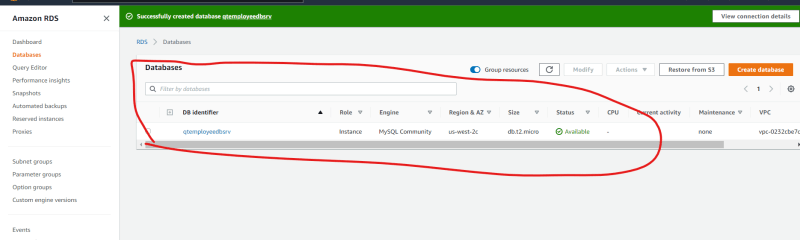 Amazon RDS
Successfully created database qtemployeedbsrv
View connection details
Dashboard
Databases
Query Editor
Performance insights
Snapshots
Automated backups
Reserved instances
Proxies
Subnet groups
Parameter groups
Option groups
Custom engine versions
Events
RDS > Databases
Databases
Group resources
Modify
Actions
Restore from S3
Create database
Filter by databases
1
DB identifier Role Engine Region & AZ Size Status CPU Current activity Maintenance VPC
qtemployeedbsrv Instance MySQL Community us-west-2c db.t2.micro Available - none